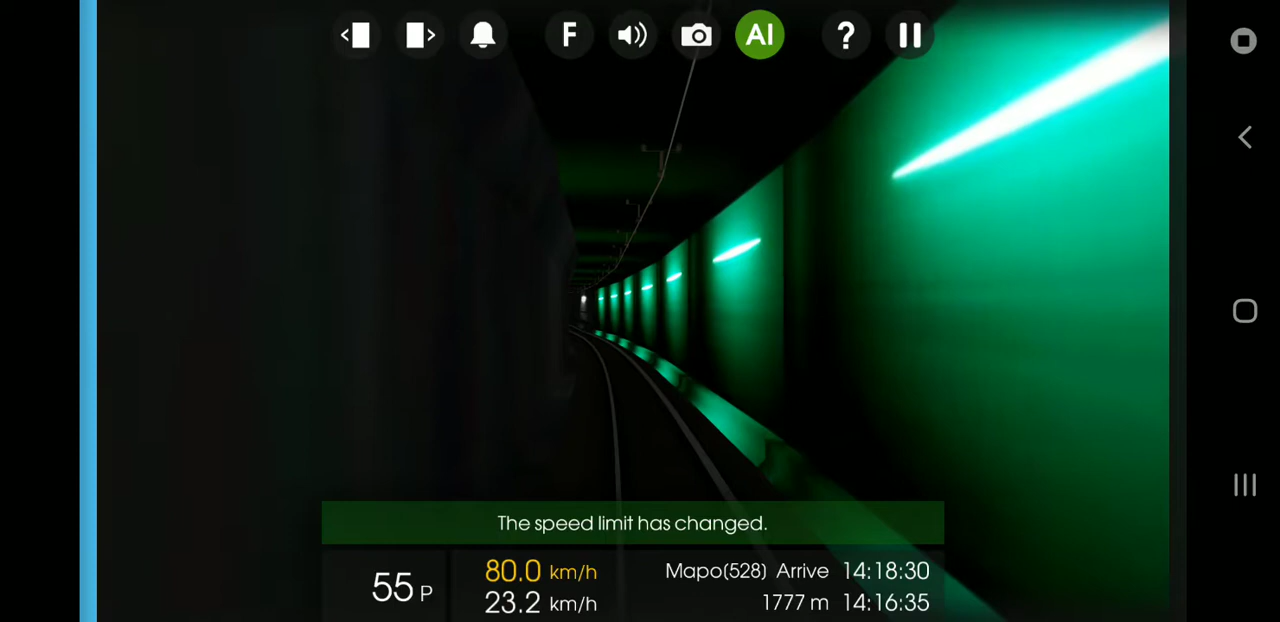 F
AI
?
The speed limit has changed.
55 P
80.0 km/h
23.2 km/h
Mapo(528) Arrive 14:18:30
1777 m 14:16:35